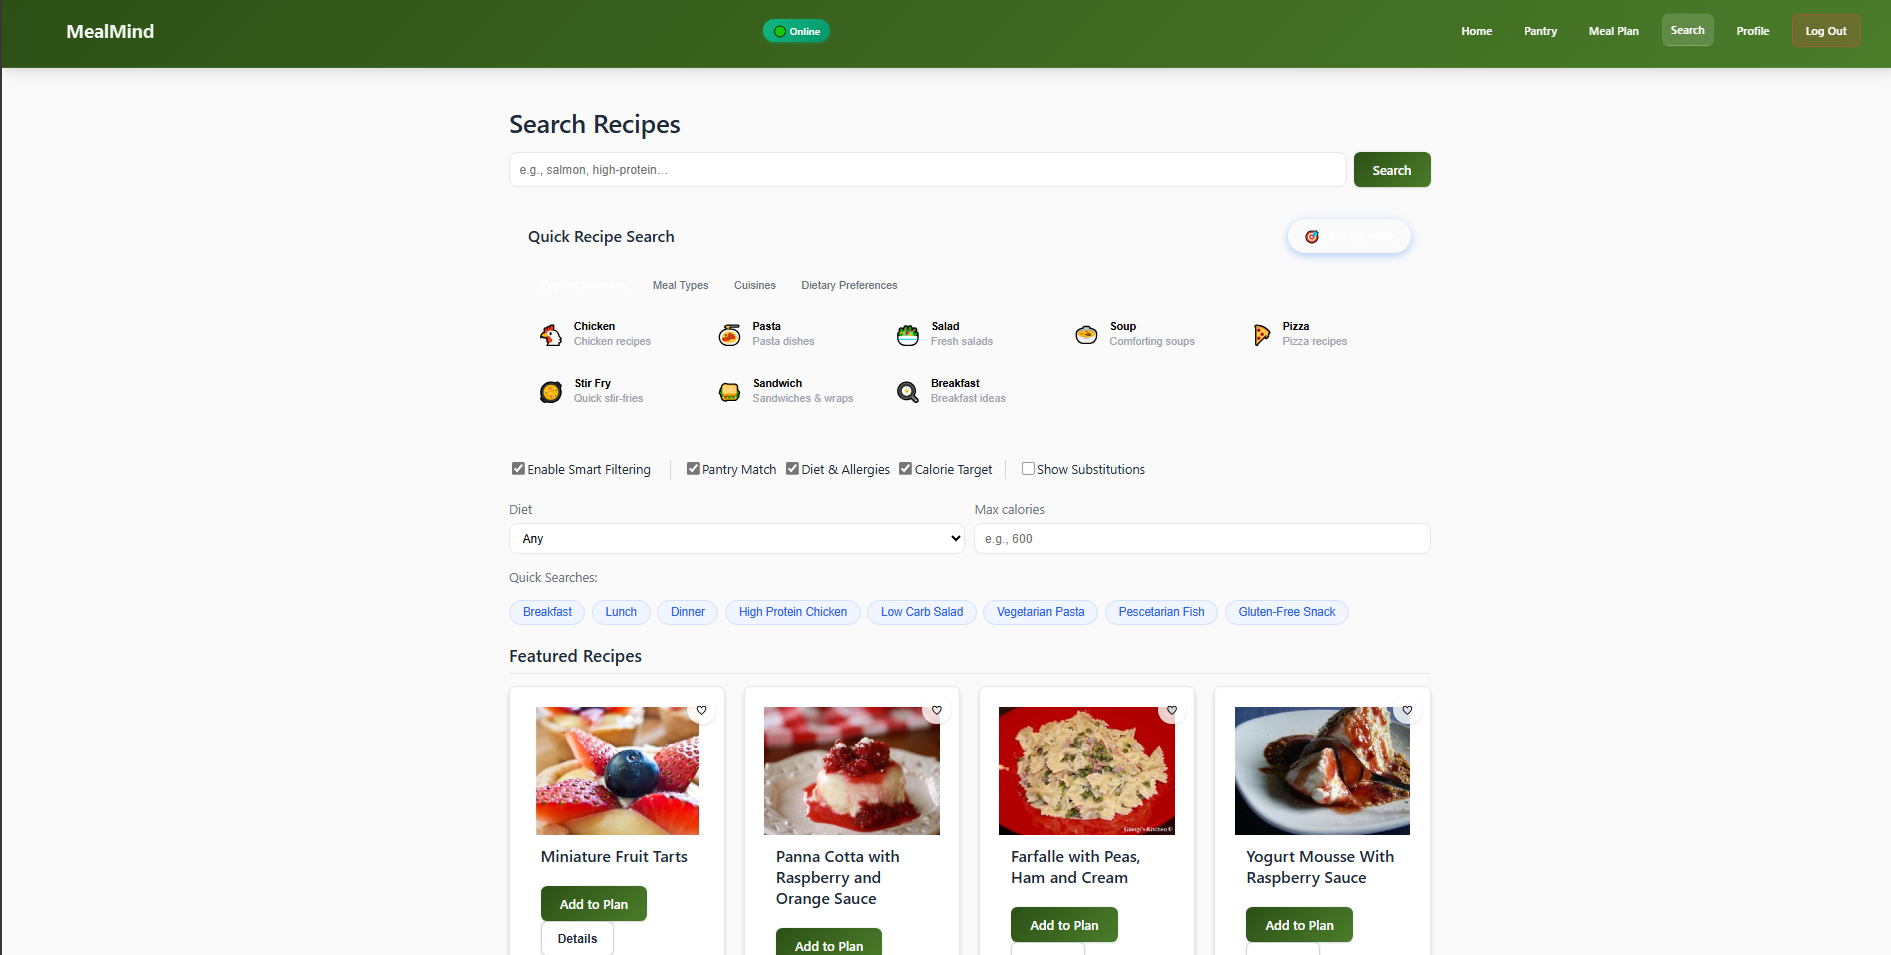 MealMind
Online
Home
Pantry
Meal Plan
Search
Profile
Log Out
Search Recipes
e.g., salmon, high-protein...
Search
Quick Recipe Search
Meal Types
Cuisines
Dietary Preferences
Chicken
Chicken recipes
Pasta
Pasta dishes
Salad
Fresh salads
Soup
Comforting soups
Pizza
Pizza recipes
Stir Fry
Quick stir-fries
Sandwich
Sandwiches & wraps
Breakfast
Breakfast ideas
Enable Smart Filtering
Pantry Match
Diet & Allergies
Calorie Target
Show Substitutions
Diet
Max calories
Any
e.g., 600
Quick Searches:
Breakfast
Lunch
Dinner
High Protein Chicken
Low Carb Salad
Vegetarian Pasta
Pescetarian Fish
Gluten-Free Snack
Featured Recipes
Giangi's Kitchen ©
Miniature Fruit Tarts
Add to Plan
Details
Panna Cotta with
Raspberry and
Orange Sauce
Add to Plan
Farfalle with Peas,
Ham and Cream
Add to Plan
Yogurt Mousse With
Raspberry Sauce
Add to Plan